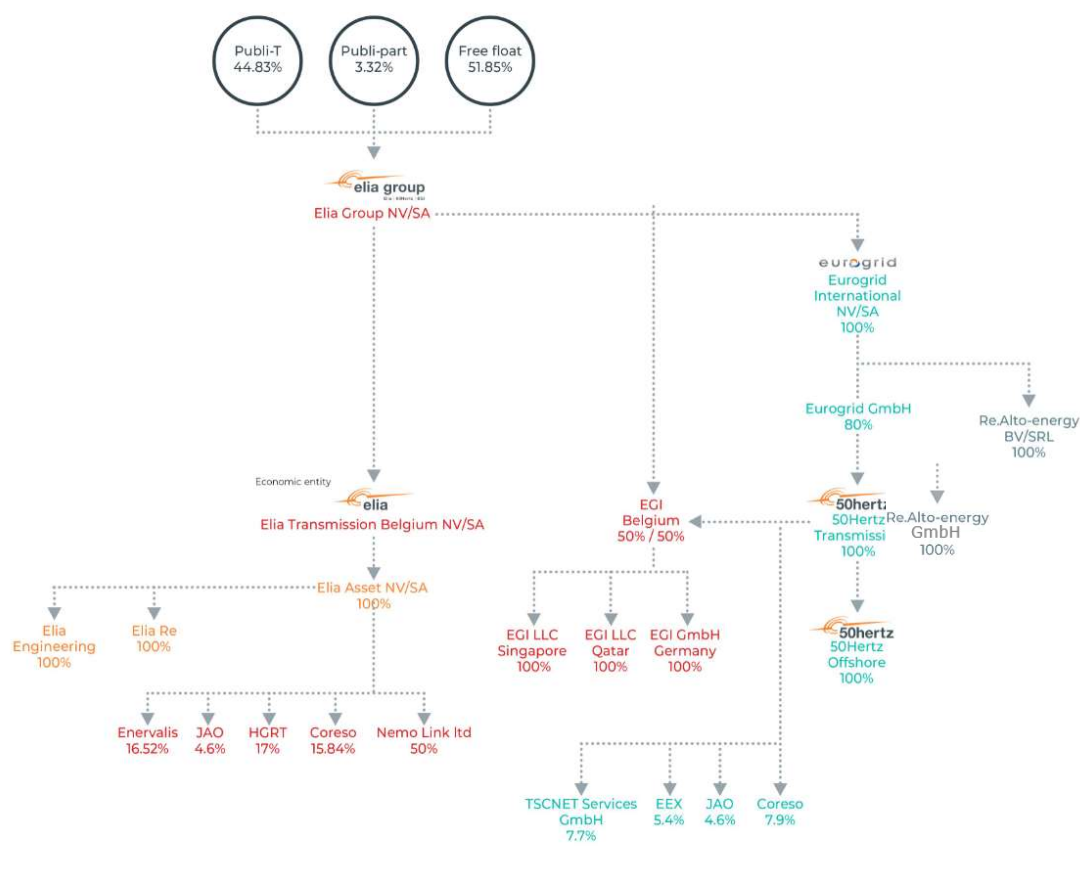 Publi-T
44.83%
Publi-part
3.32%
Free float
51.85%
elia group
Elia Group NV/SA
eurogrid
Eurogrid
International
NV/SA
100%
Eurogrid GmbH
80%
Re.Alto-energy
BV/SRL
100%
Economic entity
elia
Elia Transmission Belgium NV/SA
EGI
Belgium
50% / 50%
50hertz
50Hertz
Transmissi
100%
Re.Alto-energy
GmbH
100%
Elia Asset NV/SA
100%
Elia
Engineering
100%
Elia Re
100%
EGI LLC
Singapore
100%
EGI LLC
Qatar
100%
EGI GmbH
Germany
100%
50hertz
50Hertz
Offshore
100%
Enervalis
16.52%
JAO
4.6%
HGRT
17%
Coreso
15.84%
Nemo Link ltd
50%
TSCNET Services
GmbH
7.7%
EEX
5.4%
JAO
4.6%
Coreso
7.9%